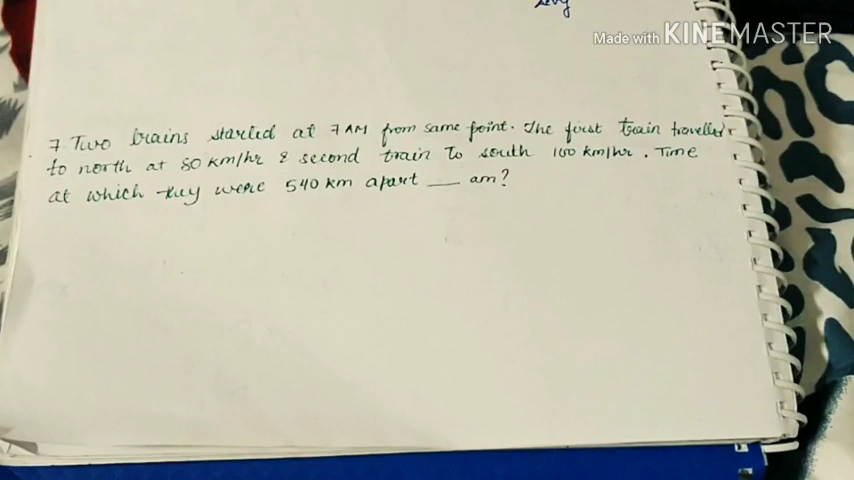 Made with KINEMASTER
7 Two trains started at 7 AM from same point. The first train travelled
to north at 80 km/hr & second train to south 100 km/hr. Time
at which they were 540 km apart __ am?